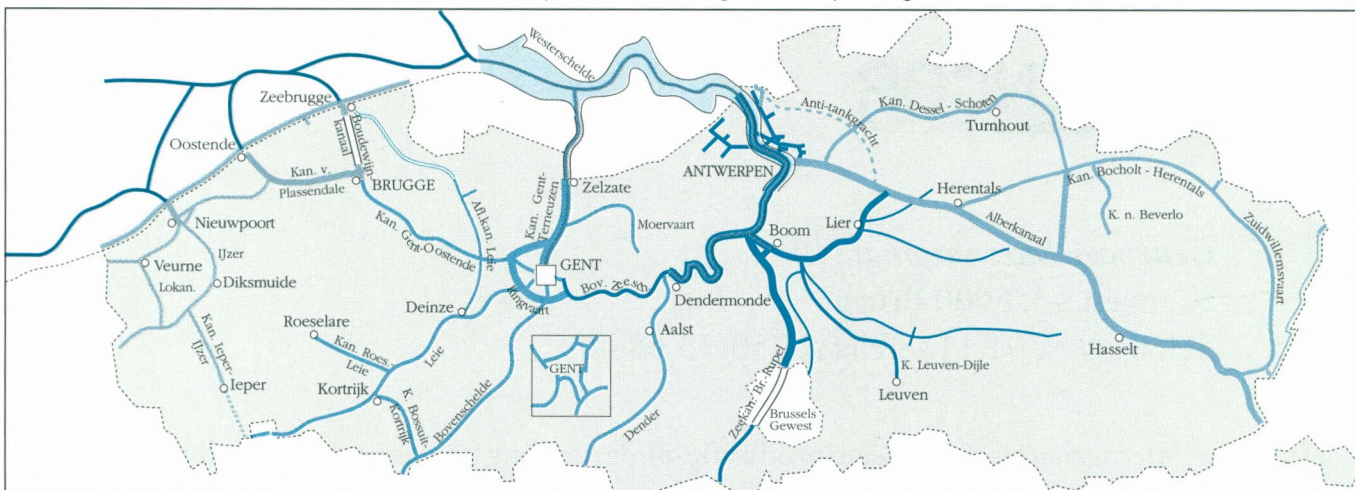 Westerschelde
Zeebrugge
Boudewijn-
kanaal
Oostende
Kan. v.
Plassendale
BRUGGE
Nieuwpoort
IJzer
Veurne
Lokan.
Diksmuide
Kan. Ieper-
IJzer
Ieper
Kan. Gent-Oostende
Afl.kan. Leie
Kan. Gent-
Terneuzen
Zelzate
Moervaart
GENT
Ringvaart
Bov. Zeesch.
Deinze
Leie
Roeselare
Kan. Roes.
Leie
Kortrijk
K. Bossuit-
Kortrijk
Bovenschelde
GENT
Dendermonde
Aalst
Dender
ANTWERPEN
Anti-tankgracht
Kan. Dessel - Schoten
Turnhout
Herentals
Kan. Bocholt - Herentals
K. n. Beverlo
Zuidwillemsvaart
Alberkanaal
Lier
Boom
Hasselt
K. Leuven-Dijle
Leuven
Zeekan. Br.-Rupel
Brussels
Gewest